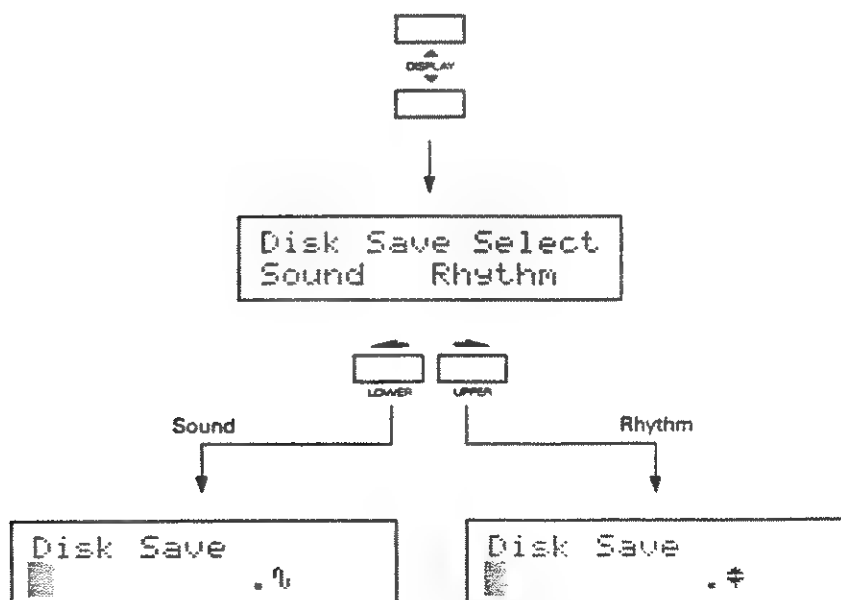 DISPLAY
Disk Save Select
Sound Rhythm
LOWER UPPER
Sound Rhythm
Disk Save
Disk Save